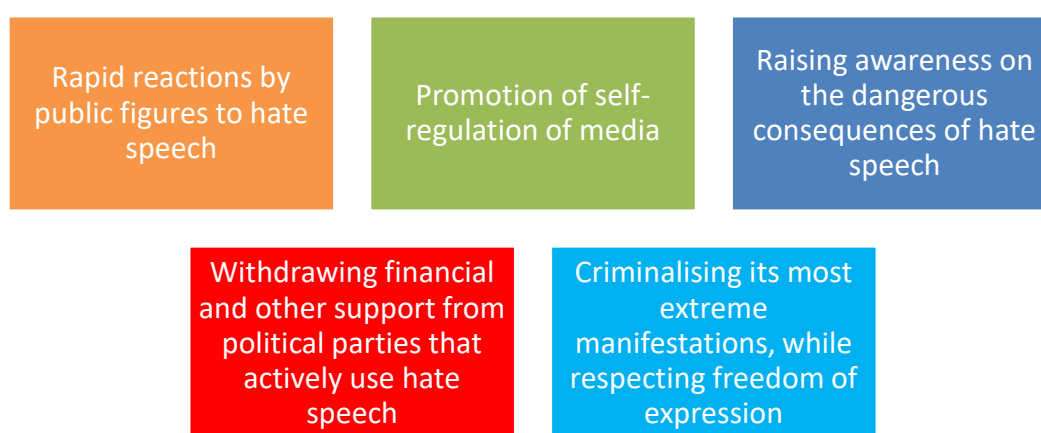 Rapid reactions by
public figures to hate
speech
Promotion of self-
regulation of media
Raising awareness on
the dangerous
consequences of hate
speech
Withdrawing financial
and other support from
political parties that
actively use hate
speech
Criminalising its most
extreme
manifestations, while
respecting freedom of
expression